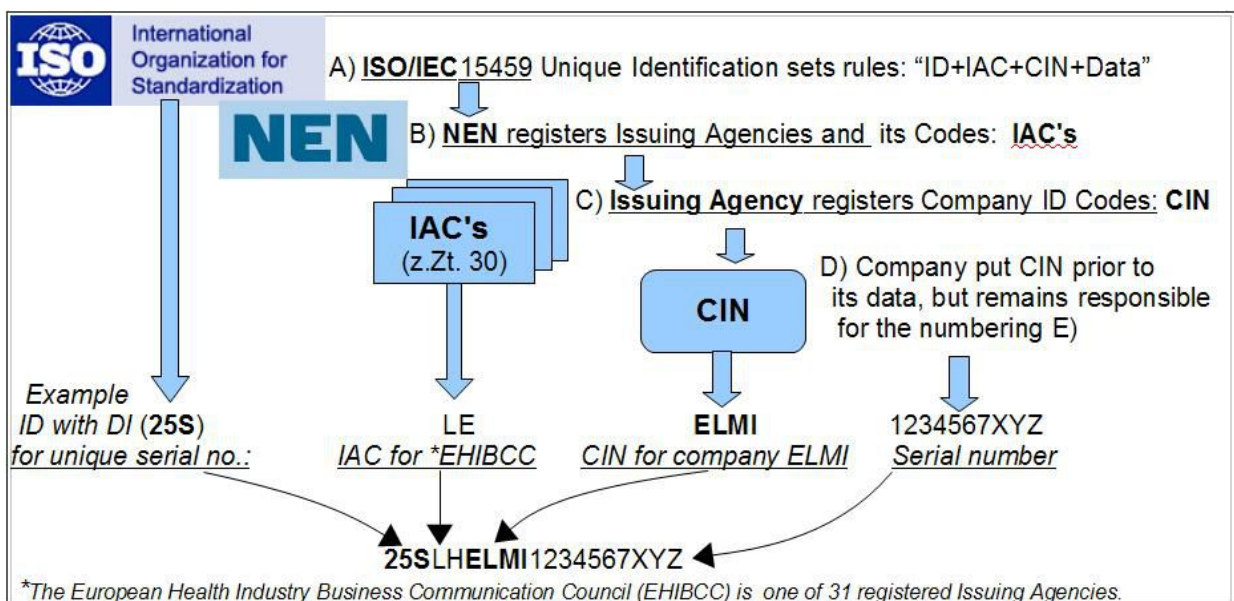 ISO
International
Organization for
Standardization
A) ISO/IEC 15459 Unique Identification sets rules: “ID+IAC+CIN+Data”
NEN
B) NEN registers Issuing Agencies and its Codes: IAC's
C) Issuing Agency registers Company ID Codes: CIN
IAC's
(z.Zt. 30)
CIN
D) Company put CIN prior to
its data, but remains responsible
for the numbering E)
Example
ID with DI (25S)
for unique serial no.:
LE
IAC for *EHIBCC
ELMI
CIN for company ELMI
1234567XYZ
Serial number
25SLHELMI1234567XYZ
*The European Health Industry Business Communication Council (EHIBCC) is one of 31 registered Issuing Agencies.